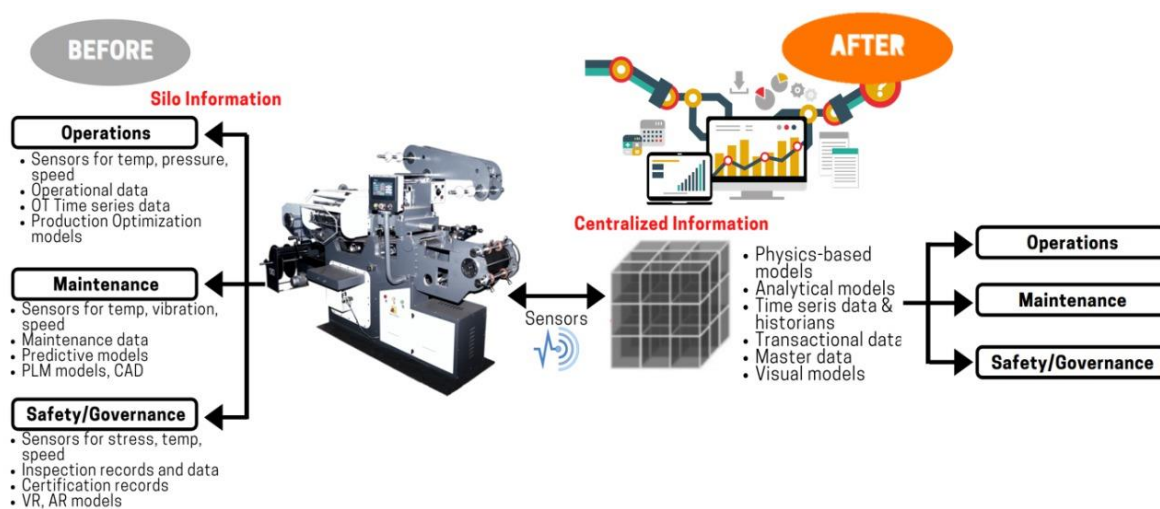 BEFORE
Silo Information
Operations
• Sensors for temp, pressure,
speed
• Operational data
• OT Time series data
• Production Optimization
models
Maintenance
• Sensors for temp, vibration,
speed
• Maintenance data
• Predictive models
• PLM models, CAD
Safety/Governance
• Sensors for stress, temp,
speed
• Inspection records and data
• Certification records
• VR, AR models
Sensors
AFTER
?
Centralized Information
• Physics-based
models
• Analytical models
• Time seris data &
historians
• Transactional data
• Master data
• Visual models
Operations
Maintenance
Safety/Governance